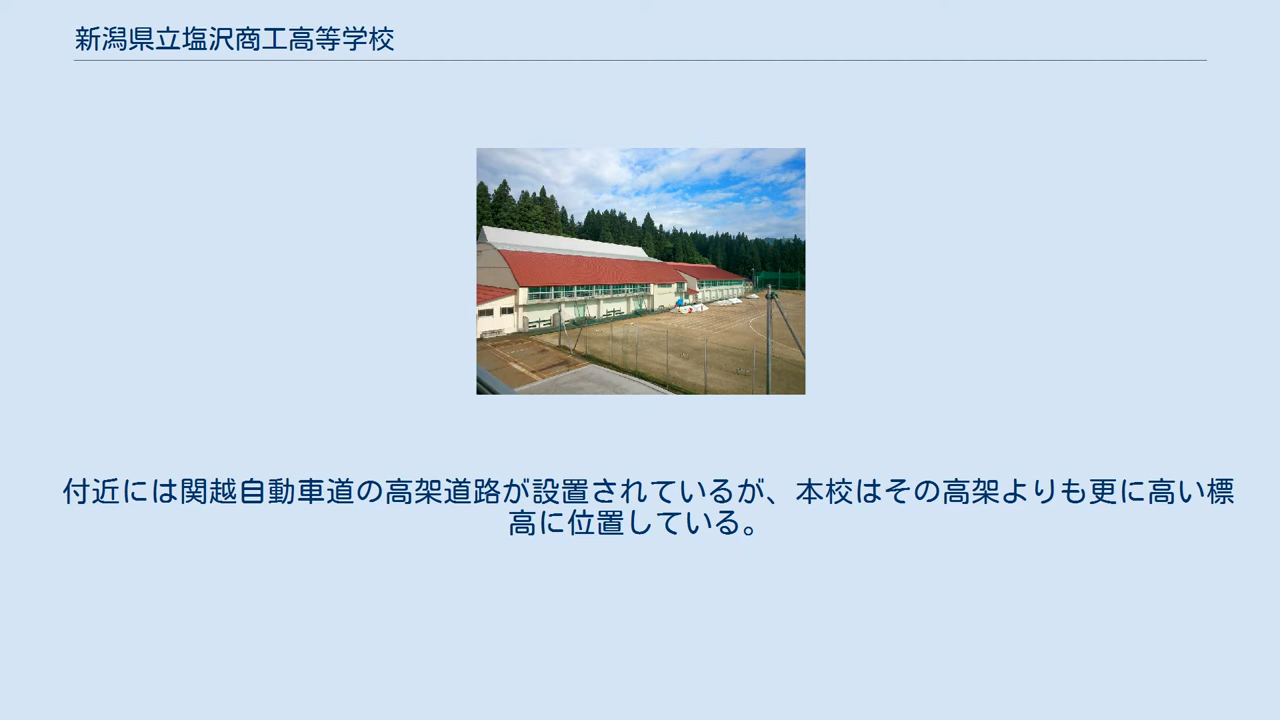 新潟県立塩沢商工高等学校
付近には関越自動車道の高架道路が設置されているが、本校はその高架よりも更に高い標
高に位置している。